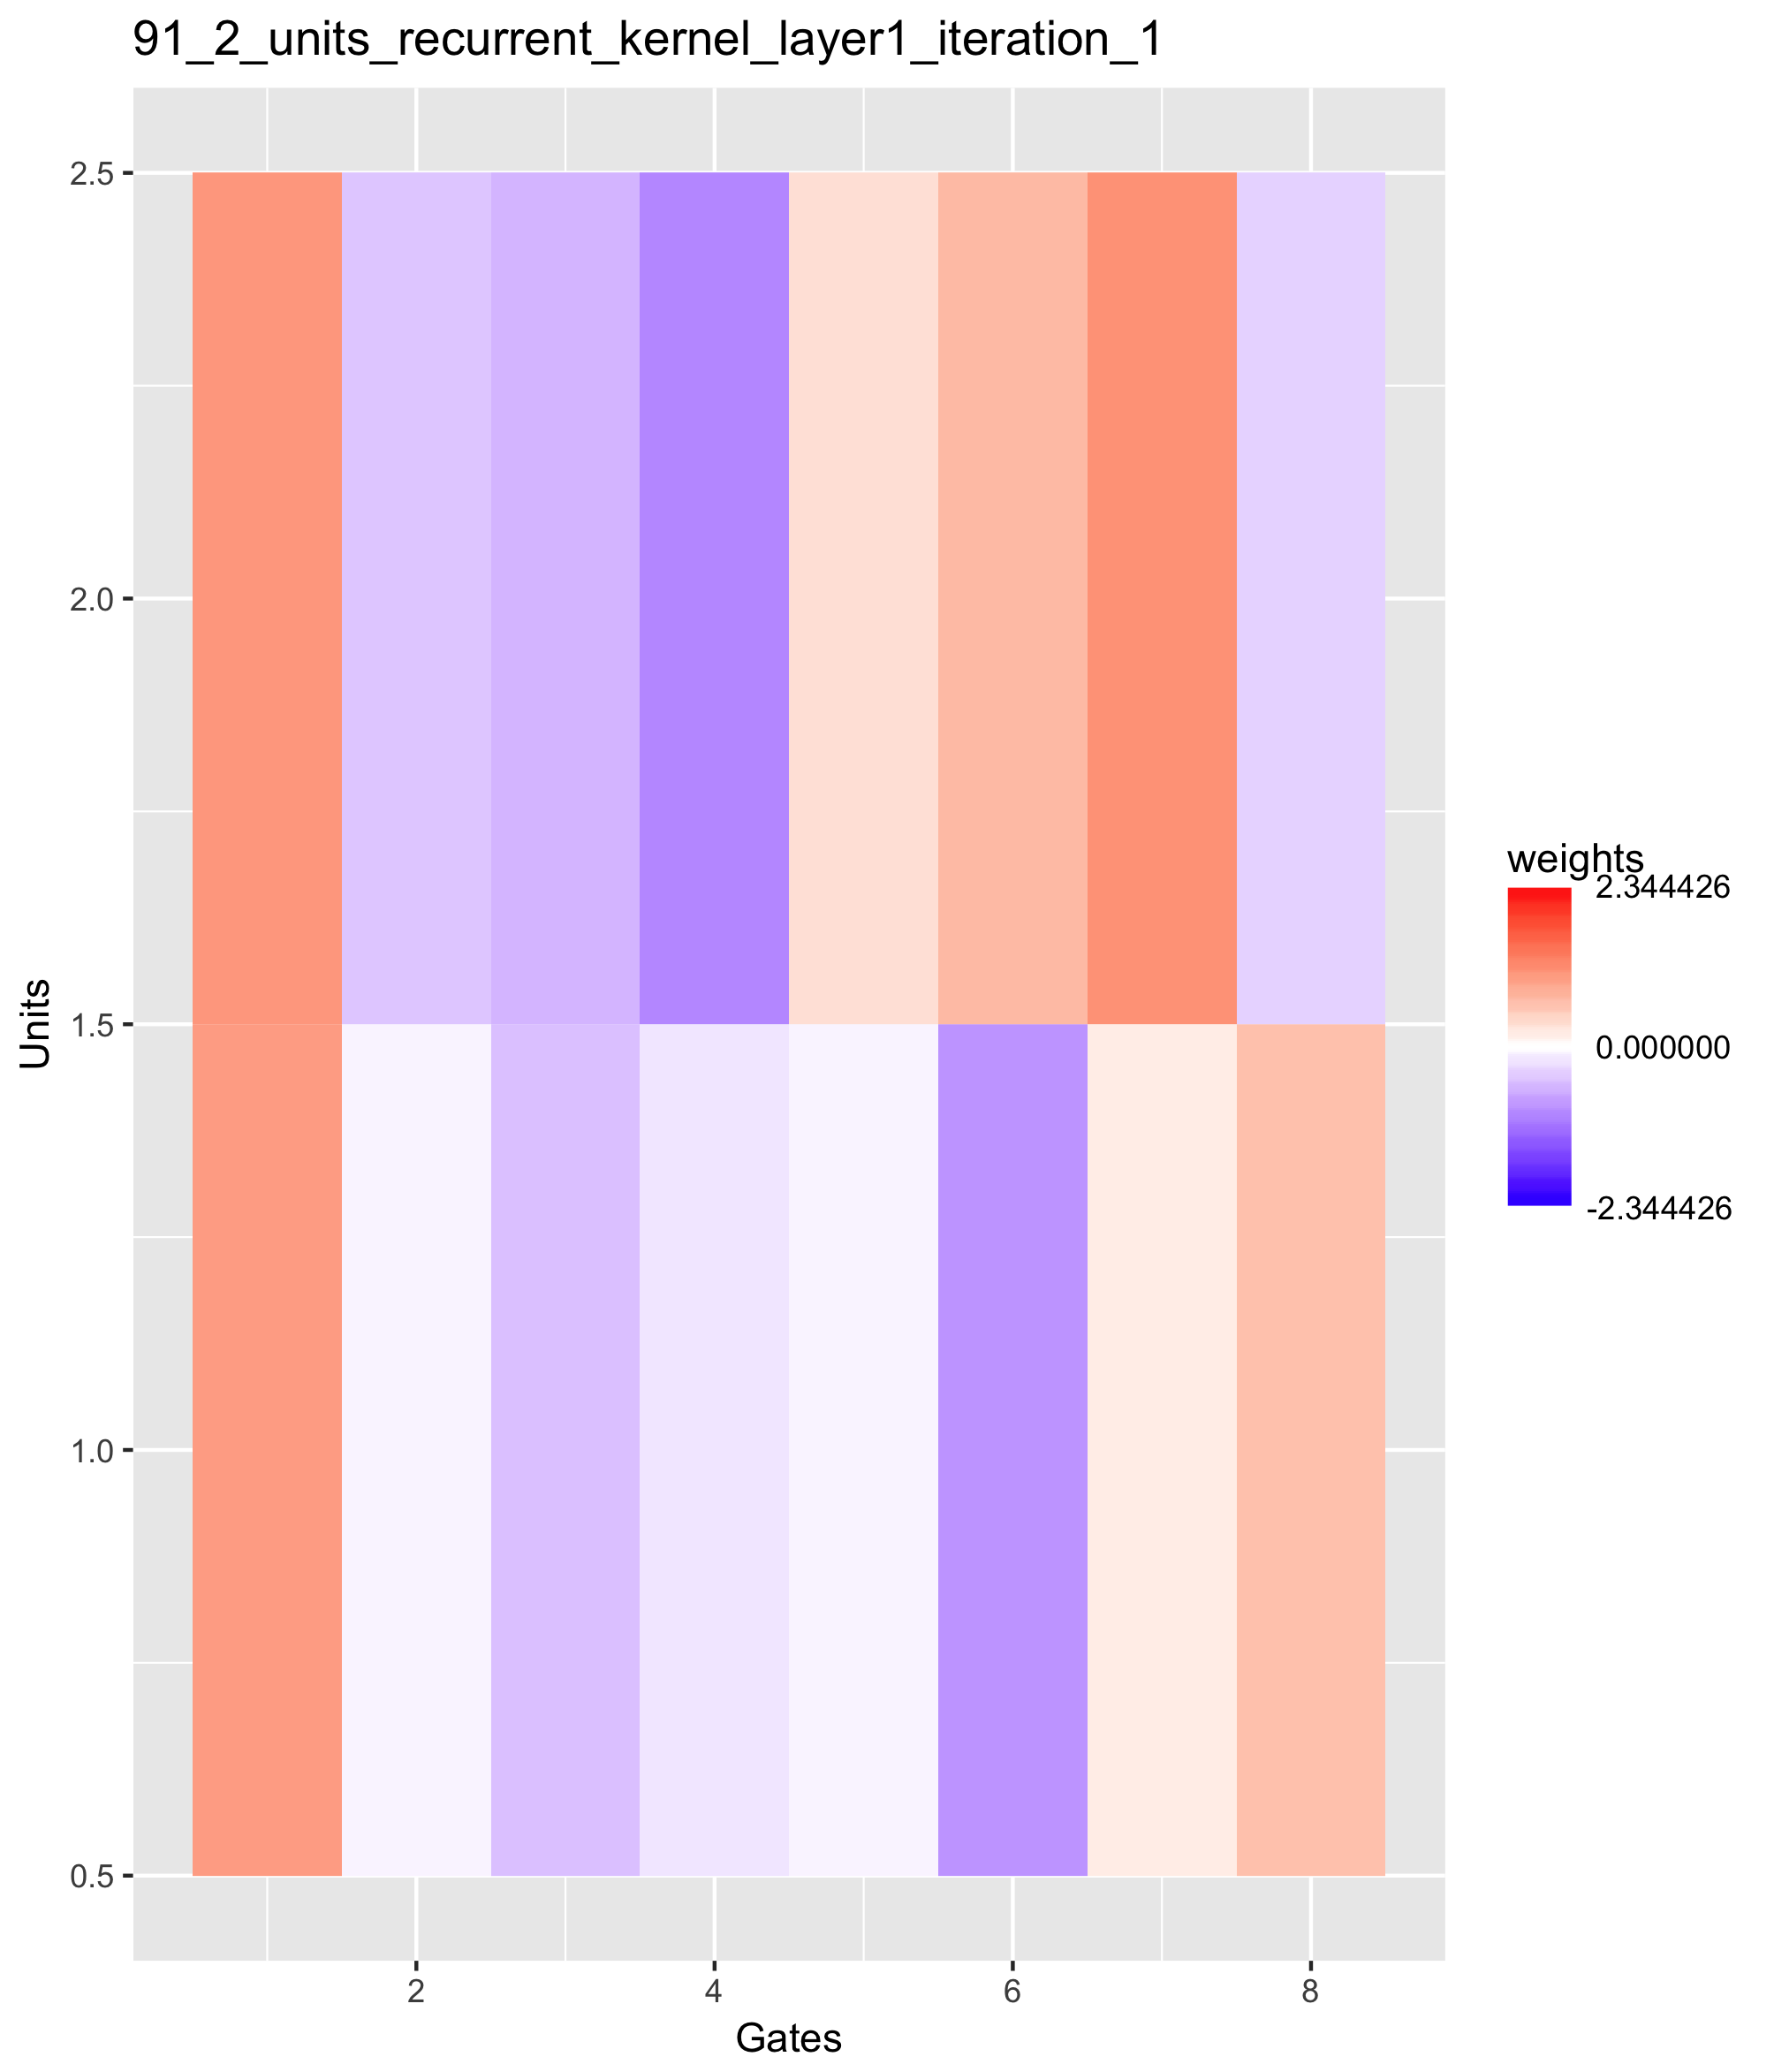 91_2_units_recurrent_kernel_layer1_iteration_1
2.5
2.0
1.5
1.0
0.5
Units
2 4 6 8
Gates
weights
2.344426
0.000000
-2.344426